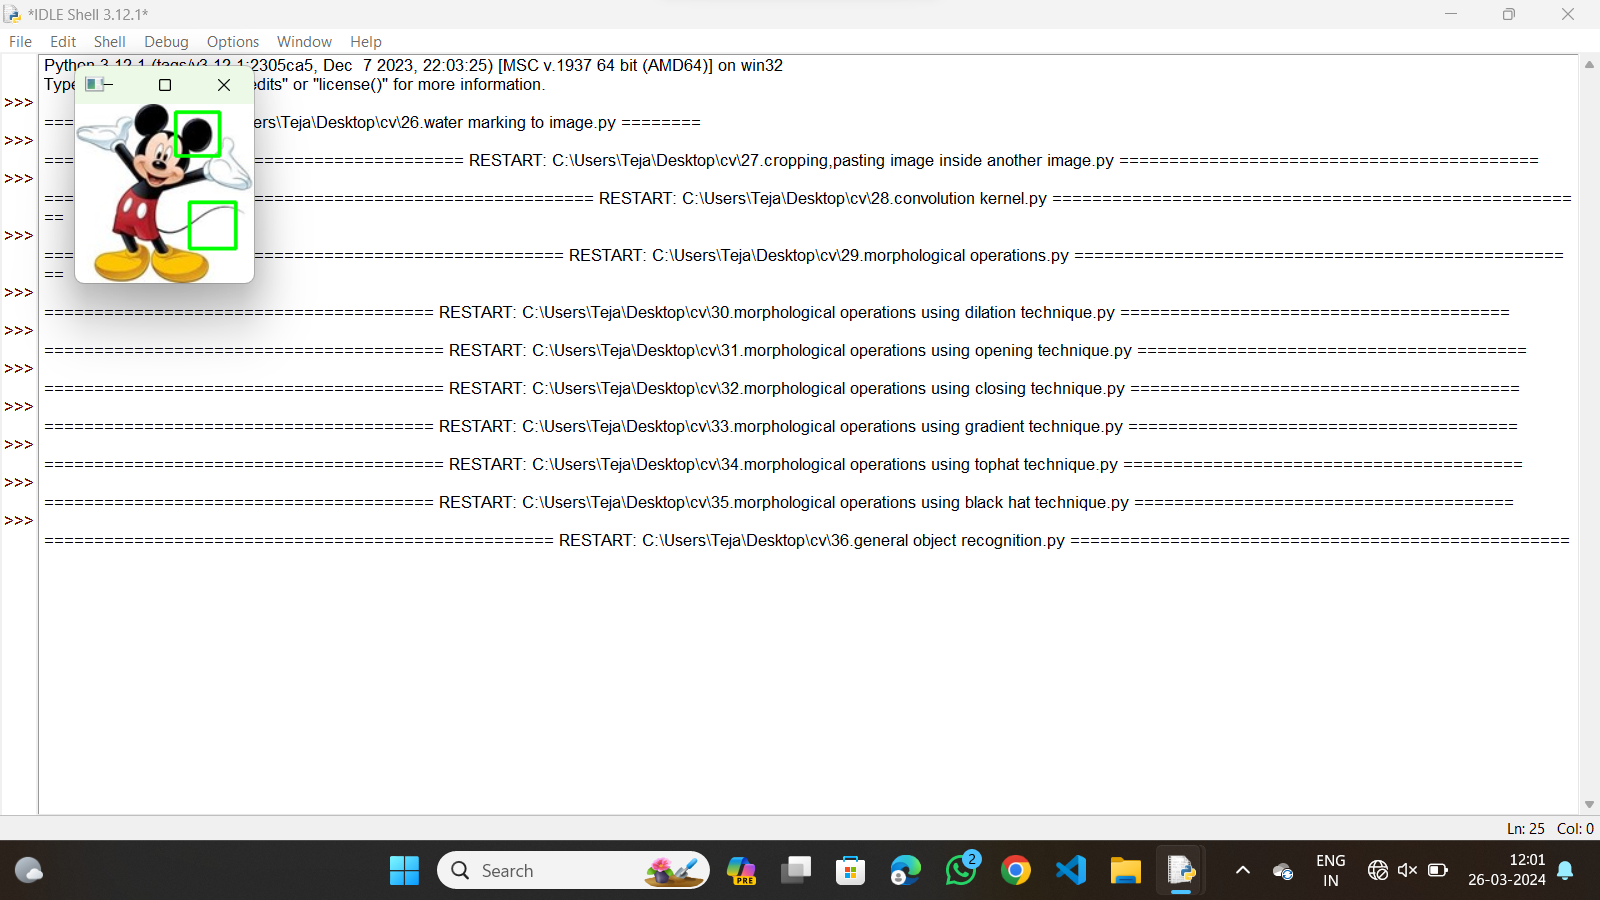 *IDLE Shell 3.12.1*
File Edit Shell Debug Options Window Help
Python 3.12.1 (tags/v3.12.1:2305ca5, Dec  7 2023, 22:03:25) [MSC v.1937 64 bit (AMD64)] on win32
Type edits" or "license()" for more information.
>>>
=== ers\Teja\Desktop\cv\26.water marking to image.py ========
>>>
=== ===================== RESTART: C:\Users\Teja\Desktop\cv\27.cropping,pasting image inside another image.py ==========================================
>>>
=== ================================== RESTART: C:\Users\Teja\Desktop\cv\28.convolution kernel.py ====================================================
==
>>>
=== =============================== RESTART: C:\Users\Teja\Desktop\cv\29.morphological operations.py =================================================
==
>>>
======================================= RESTART: C:\Users\Teja\Desktop\cv\30.morphological operations using dilation technique.py =======================================
>>>
======================================== RESTART: C:\Users\Teja\Desktop\cv\31.morphological operations using opening technique.py =======================================
>>>
======================================== RESTART: C:\Users\Teja\Desktop\cv\32.morphological operations using closing technique.py =======================================
>>>
======================================= RESTART: C:\Users\Teja\Desktop\cv\33.morphological operations using gradient technique.py =======================================
>>>
======================================== RESTART: C:\Users\Teja\Desktop\cv\34.morphological operations using tophat technique.py ========================================
>>>
======================================= RESTART: C:\Users\Teja\Desktop\cv\35.morphological operations using black hat technique.py ======================================
>>>
=================================================== RESTART: C:\Users\Teja\Desktop\cv\36.general object recognition.py ==================================================
Ln: 25 Col: 0
Search
PRE
2
ENG
IN
12:01
26-03-2024